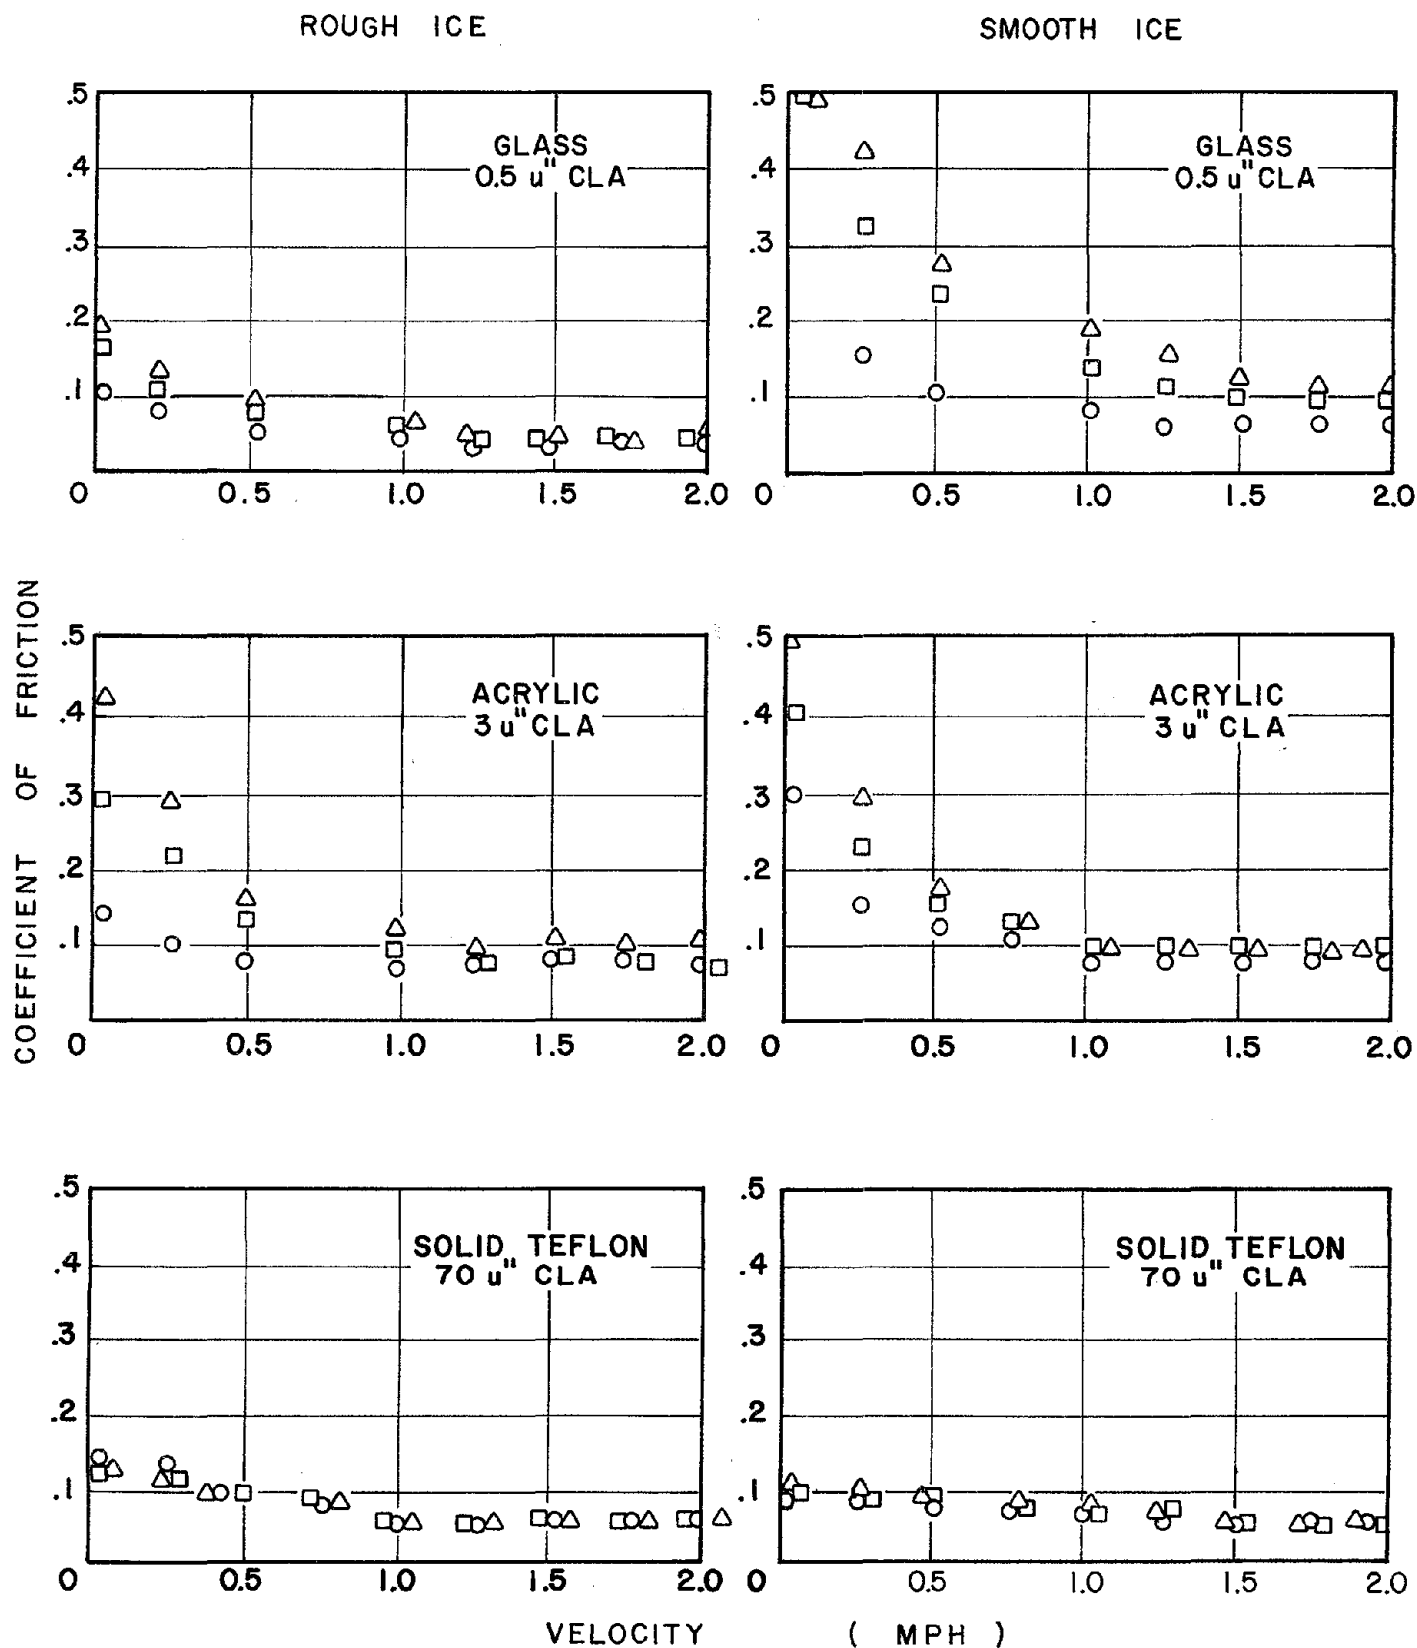 ROUGH ICE
SMOOTH ICE
.5
.4
.3
.2
.1
GLASS
0.5 u" CLA
0 0.5 1.0 1.5 2.0
.5
.4
.3
.2
.1
GLASS
0.5 u" CLA
0 0.5 1.0 1.5 2.0
COEFFICIENT OF FRICTION
.5
.4
.3
.2
.1
ACRYLIC
3 u" CLA
0 0.5 1.0 1.5 2.0
.5
.4
.3
.2
.1
ACRYLIC
3 u" CLA
0 0.5 1.0 1.5 2.0
.5
.4
.3
.2
.1
SOLID TEFLON
70 u" CLA
0 0.5 1.0 1.5 2.0
.5
.4
.3
.2
.1
SOLID TEFLON
70 u" CLA
0 0.5 1.0 1.5 2.0
VELOCITY ( MPH )